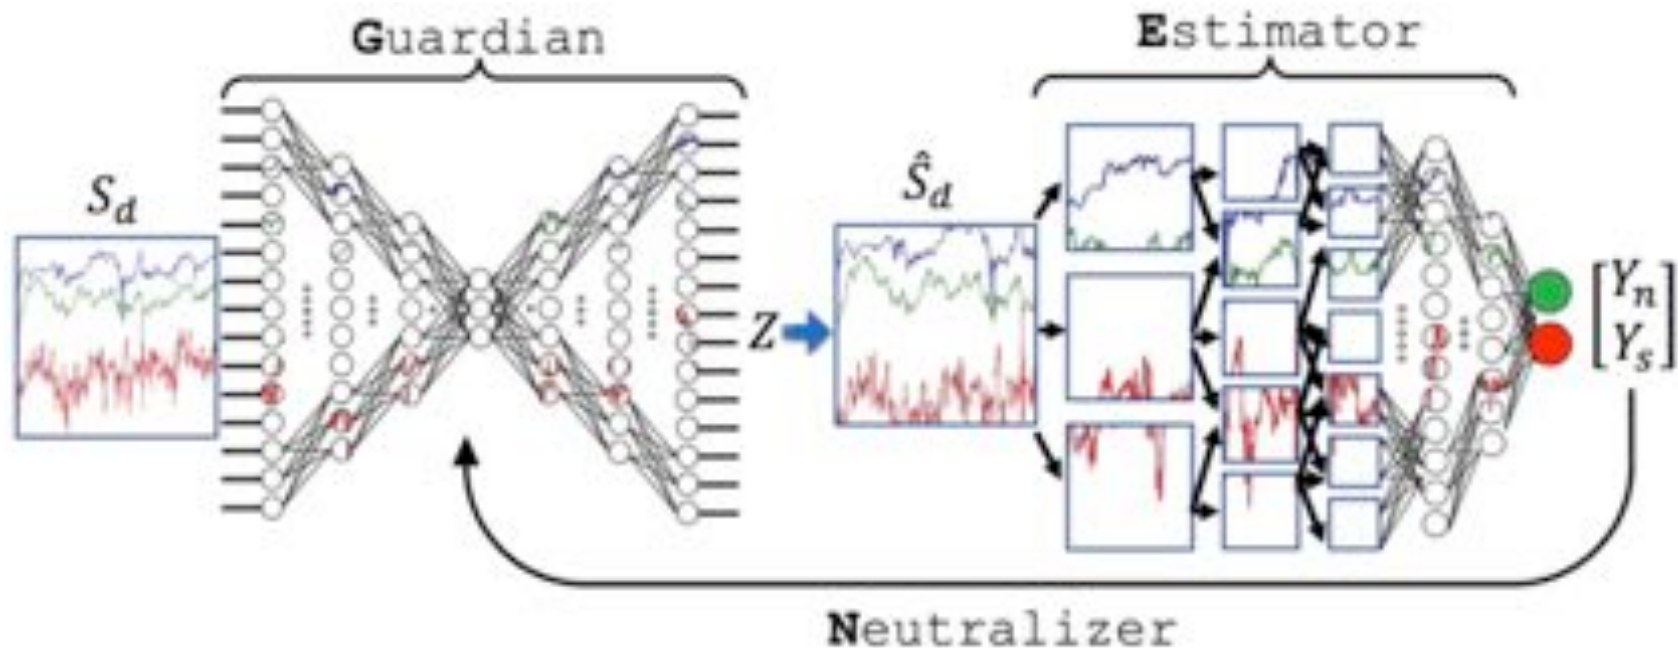 Guardian
Estimator
S_d
Ŝ_d
Z
[Y_n
Y_s]
Neutralizer